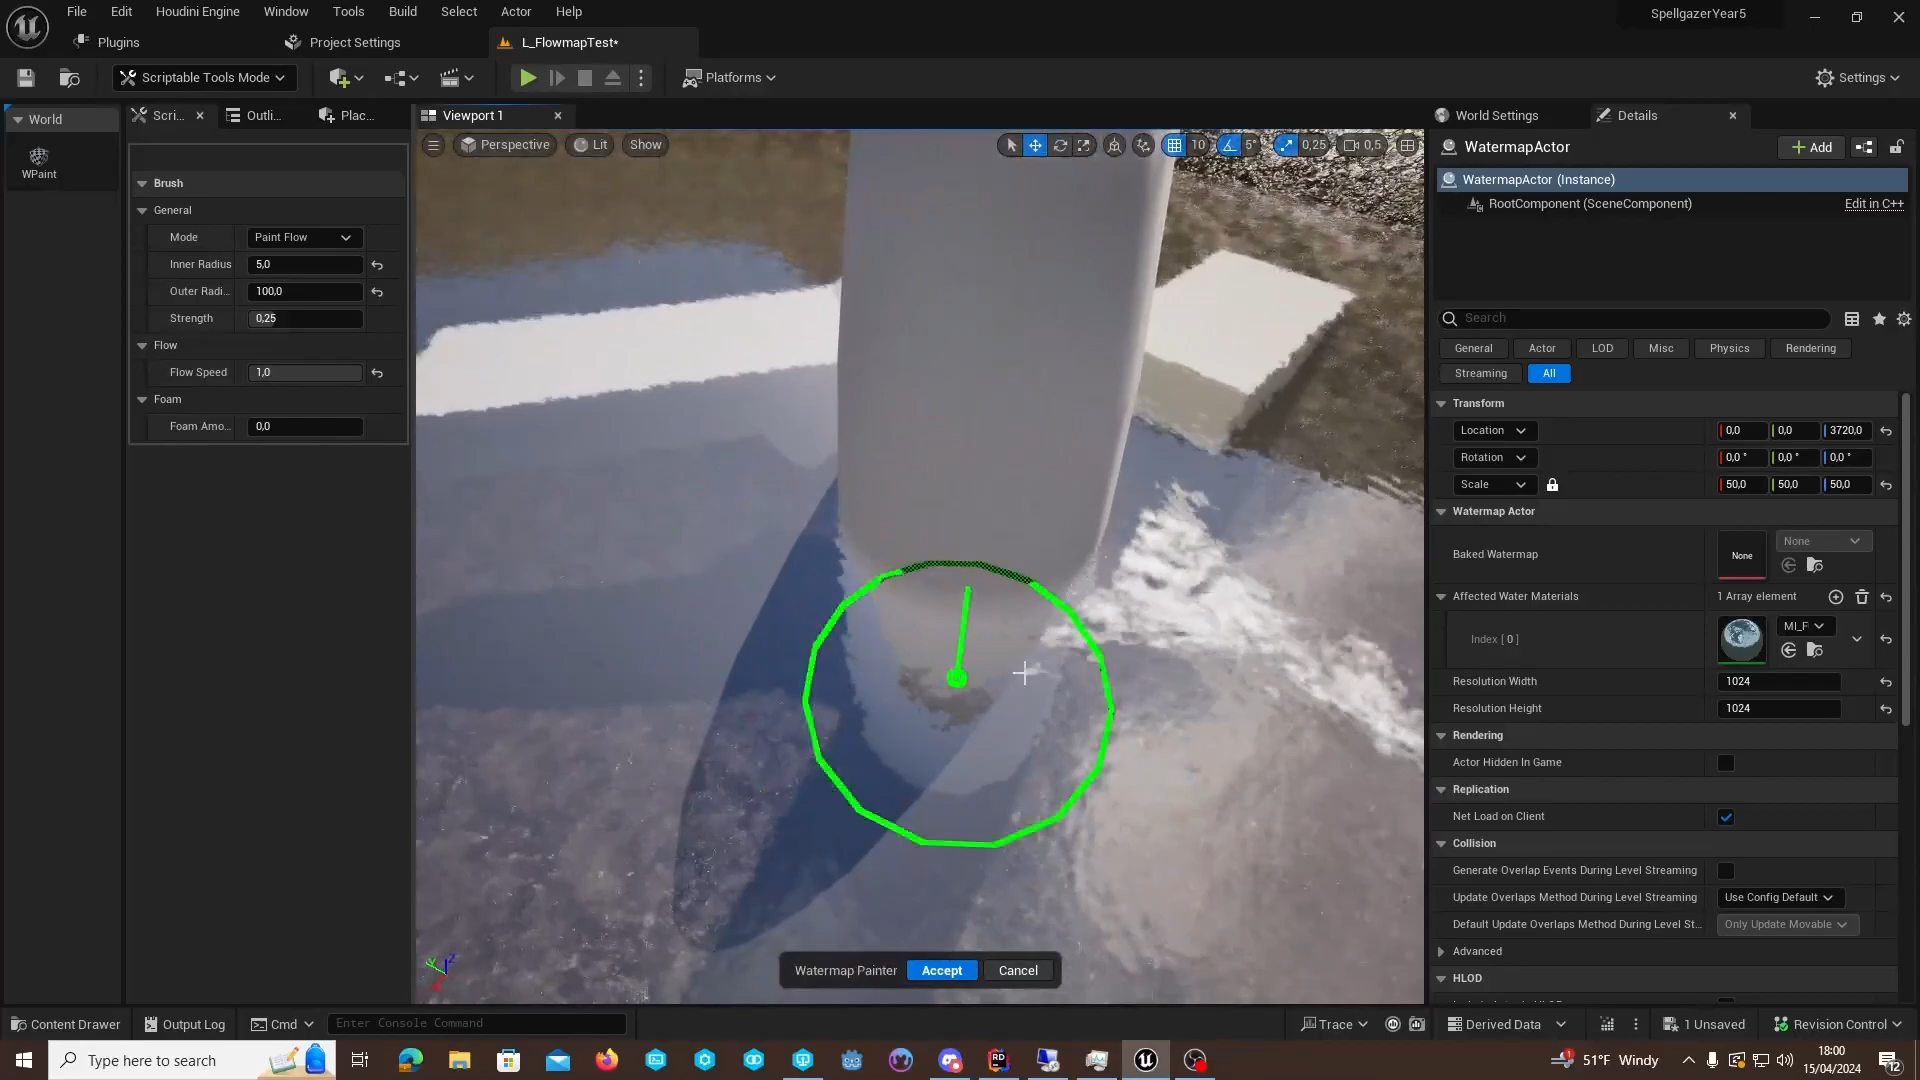 File Edit Houdini Engine Window Tools Build Select Actor Help
SpellgazerYear5
Plugins
Project Settings
L_FlowmapTest*
Scriptable Tools Mode
Platforms
Settings
World
WPaint
Scri...
Outli...
Plac...
Brush
General
Mode Paint Flow
Inner Radius 5,0
Outer Radi... 100,0
Strength 0,25
Flow
Flow Speed 1,0
Foam
Foam Amo... 0,0
Viewport 1
Perspective Lit Show
10 5° 0,25 0,5
Watermap Painter Accept Cancel
World Settings
Details
WatermapActor
Add
WatermapActor (Instance)
RootComponent (SceneComponent) Edit in C++
Search
General Actor LOD Misc Physics Rendering
Streaming All
Transform
Location 0,0 0,0 3720,0
Rotation 0,0 ° 0,0 ° 0,0 °
Scale 50,0 50,0 50,0
Watermap Actor
Baked Watermap None None
Affected Water Materials 1 Array element
Index [ 0 ] MI_F
Resolution Width 1024
Resolution Height 1024
Rendering
Actor Hidden In Game
Replication
Net Load on Client
Collision
Generate Overlap Events During Level Streaming
Update Overlaps Method During Level Streaming Use Config Default
Default Update Overlaps Method During Level St... Only Update Movable
Advanced
HLOD
Content Drawer Output Log Cmd Enter Console Command
Trace Derived Data 1 Unsaved Revision Control
Type here to search
51°F Windy
18:00
15/04/2024
12